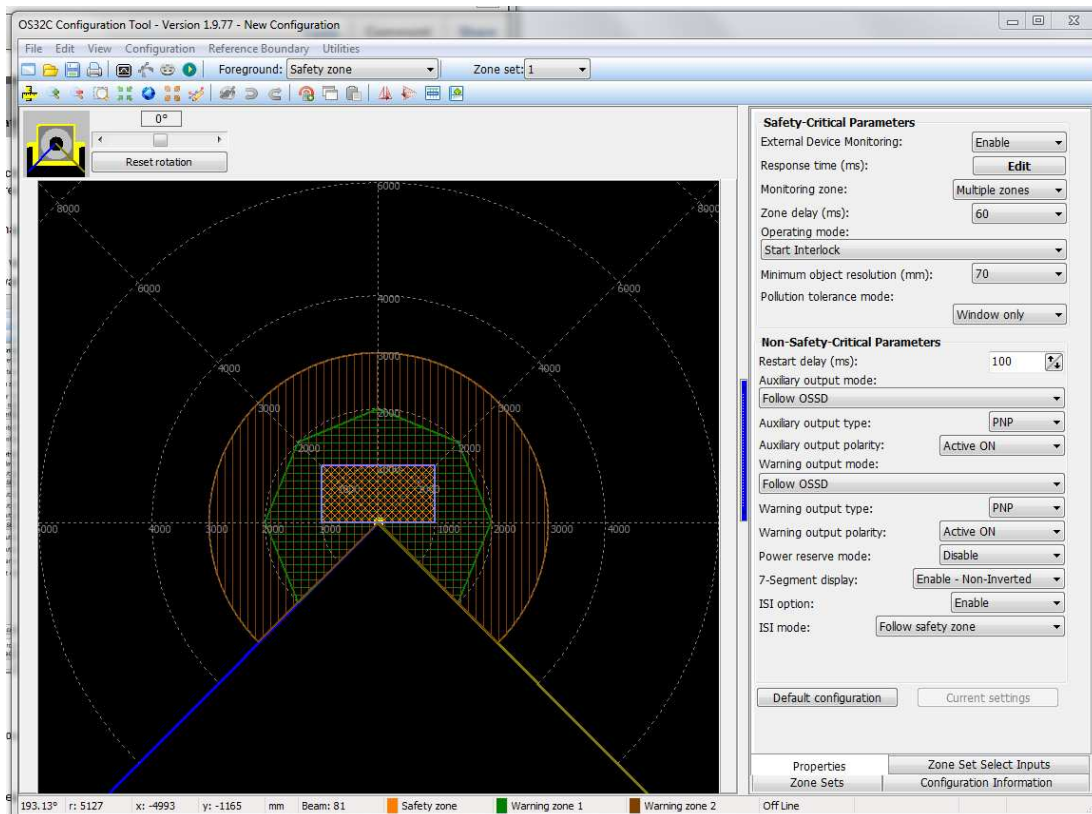 OS32C Configuration Tool - Version 1.9.77 - New Configuration
File Edit View Configuration Reference Boundary Utilities
Foreground: Safety zone Zone set: 1
0°
Reset rotation
Safety-Critical Parameters
External Device Monitoring: Enable
Response time (ms): Edit
Monitoring zone: Multiple zones
Zone delay (ms): 60
Operating mode:
Start Interlock
Minimum object resolution (mm): 70
Pollution tolerance mode:
Window only
Non-Safety-Critical Parameters
Restart delay (ms): 100
Auxiliary output mode:
Follow OSSD
Auxiliary output type: PNP
Auxiliary output polarity: Active ON
Warning output mode:
Follow OSSD
Warning output type: PNP
Warning output polarity: Active ON
Power reserve mode: Disable
7-Segment display: Enable - Non-Inverted
ISI option: Enable
ISI mode: Follow safety zone
Default configuration Current settings
Properties Zone Set Select Inputs
Zone Sets Configuration Information
8000 6000 8000
6000 4000 6000
4000 3000 4000
3000 2000 3000
2000 2000
4000 3000 2000 1000 1000 2000 3000 4000
193.13° r: 5127 x: -4993 y: -1165 mm Beam: 81 Safety zone Warning zone 1 Warning zone 2 Off Line